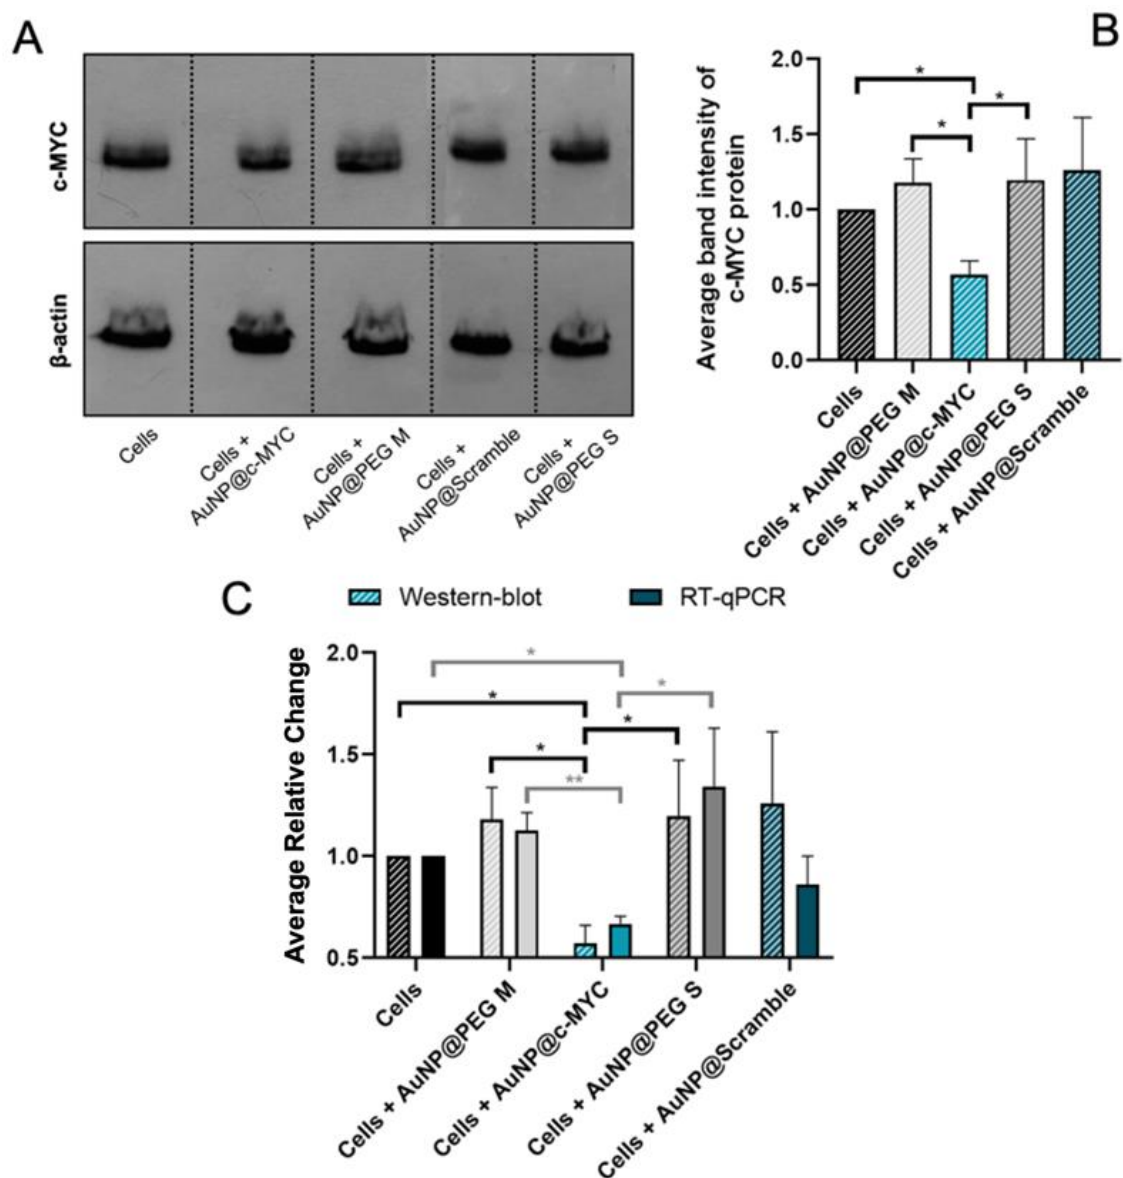 A
c-MYC
β-actin
Cells
Cells +
AuNP@c-MYC
Cells +
AuNP@PEG M
Cells +
AuNP@Scramble
Cells +
AuNP@PEG S
B
Average band intensity of
c-MYC protein
2.0
1.5
1.0
0.5
0.0
*
*
*
Cells
Cells + AuNP@PEG M
Cells + AuNP@c-MYC
Cells + AuNP@PEG S
Cells + AuNP@Scramble
C
Western-blot
RT-qPCR
Average Relative Change
2.0
1.5
1.0
0.5
*
*
*
*
*
**
Cells
Cells + AuNP@PEG M
Cells + AuNP@c-MYC
Cells + AuNP@PEG S
Cells + AuNP@Scramble